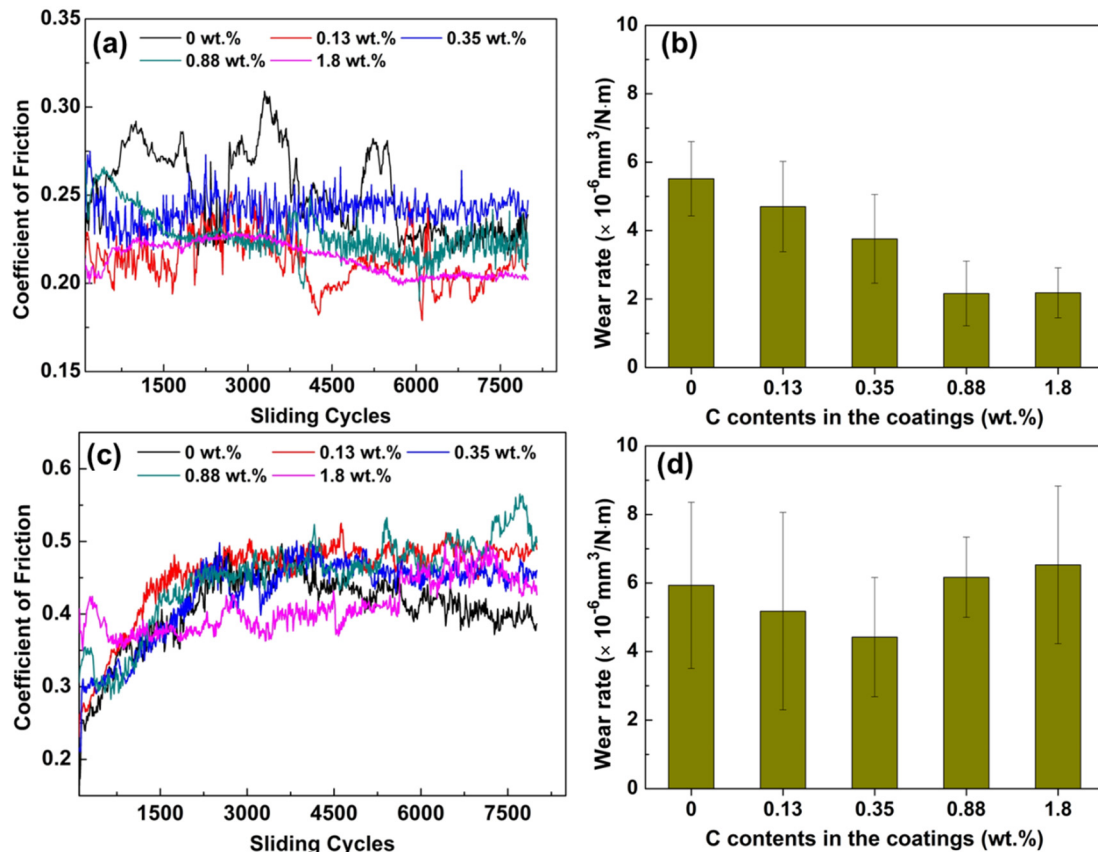 (a)
0 wt.% 0.13 wt.% 0.35 wt.%
0.88 wt.% 1.8 wt.%
0.35
0.30
0.25
0.20
0.15
Coefficient of Friction
1500 3000 4500 6000 7500
Sliding Cycles
(b)
10
8
6
4
2
0
Wear rate (× 10⁻⁶mm³/N·m)
0 0.13 0.35 0.88 1.8
C contents in the coatings (wt.%)
(c)
0 wt.% 0.13 wt.% 0.35 wt.%
0.88 wt.% 1.8 wt.%
0.6
0.5
0.4
0.3
0.2
Coefficient of Friction
1500 3000 4500 6000 7500
Sliding Cycles
(d)
10
8
6
4
2
0
Wear rate (× 10⁻⁶mm³/N·m)
0 0.13 0.35 0.88 1.8
C contents in the coatings (wt.%)